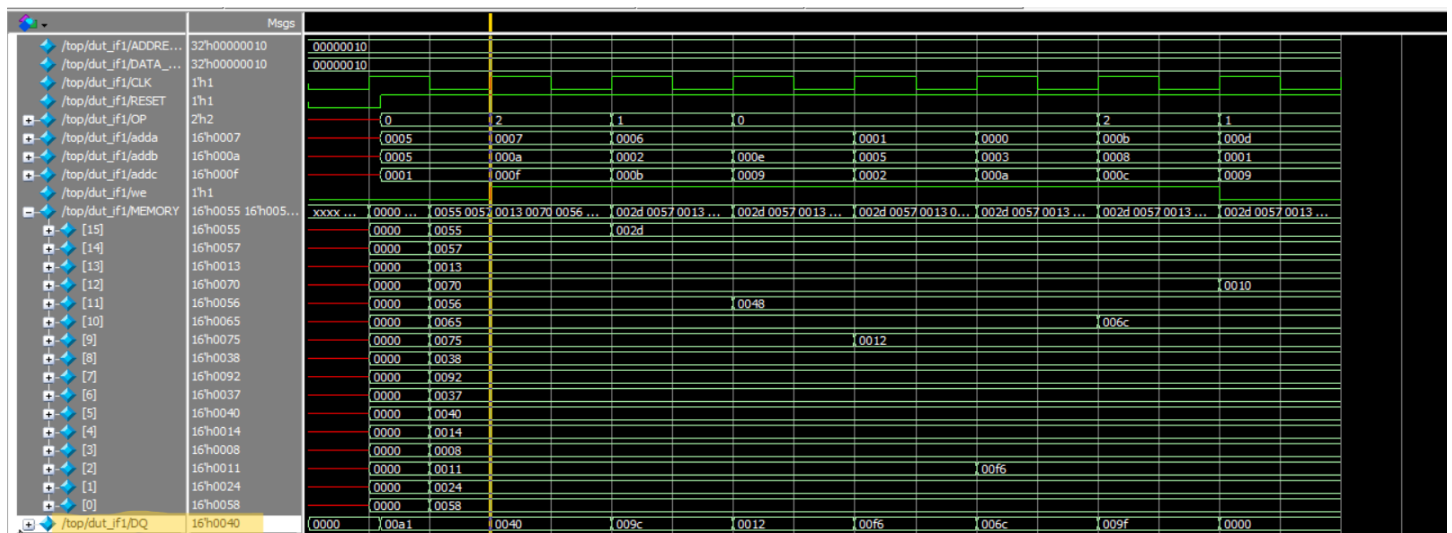 Msgs
/top/dut_if1/ADDRE... 32'h00000010 00000010
/top/dut_if1/DATA_... 32'h00000010 00000010
/top/dut_if1/CLK 1'h1
/top/dut_if1/RESET 1'h1
/top/dut_if1/OP 2'h2 0 2 1 0 2 1
/top/dut_if1/adda 16'h0007 0005 0007 0006 0001 0000 000b 000d
/top/dut_if1/addb 16'h000a 0005 000a 0002 000e 0005 0003 0008 0001
/top/dut_if1/addc 16'h000f 0001 000f 000b 0009 0002 000a 000c 0009
/top/dut_if1/we 1'h1
/top/dut_if1/MEMORY 16'h0055 16'h005... xxxx ... 0000 ... 0055 0057 0013 0070 0056 ... 002d 0057 0013 ... 002d 0057 0013 ... 002d 0057 0013 0... 002d 0057 0013 ... 002d 0057 0013 ... 002d 0057 0013 ...
[15] 16'h0055 0000 0055 002d
[14] 16'h0057 0000 0057
[13] 16'h0013 0000 0013
[12] 16'h0070 0000 0070 0010
[11] 16'h0056 0000 0056 0048
[10] 16'h0065 0000 0065 006c
[9] 16'h0075 0000 0075 0012
[8] 16'h0038 0000 0038
[7] 16'h0092 0000 0092
[6] 16'h0037 0000 0037
[5] 16'h0040 0000 0040
[4] 16'h0014 0000 0014
[3] 16'h0008 0000 0008
[2] 16'h0011 0000 0011 00f6
[1] 16'h0024 0000 0024
[0] 16'h0058 0000 0058
/top/dut_if1/DQ 16'h0040 0000 00a1 0040 009c 0012 00f6 006c 009f 0000